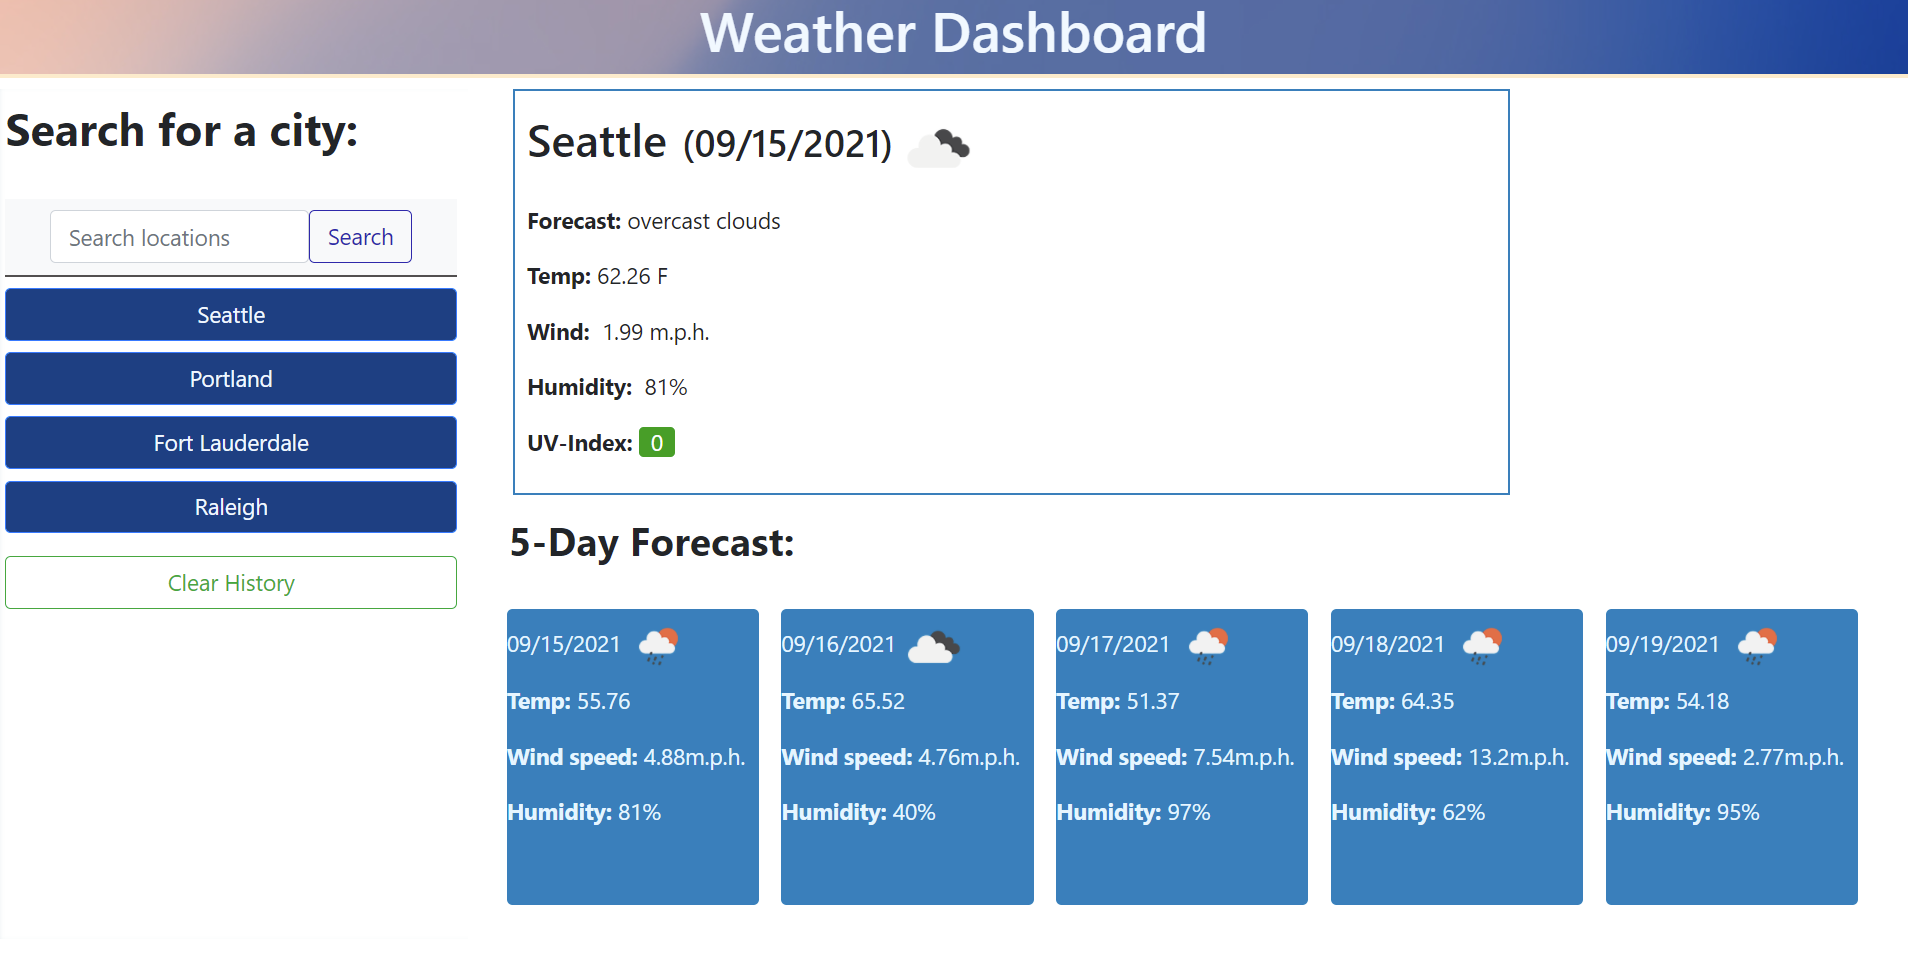 Weather Dashboard
Search for a city:
Search locations
Search
Seattle
Portland
Fort Lauderdale
Raleigh
Clear History
Seattle (09/15/2021)
Forecast: overcast clouds
Temp: 62.26 F
Wind: 1.99 m.p.h.
Humidity: 81%
UV-Index: 0
5-Day Forecast:
09/15/2021
Temp: 55.76
Wind speed: 4.88m.p.h.
Humidity: 81%
09/16/2021
Temp: 65.52
Wind speed: 4.76m.p.h.
Humidity: 40%
09/17/2021
Temp: 51.37
Wind speed: 7.54m.p.h.
Humidity: 97%
09/18/2021
Temp: 64.35
Wind speed: 13.2m.p.h.
Humidity: 62%
09/19/2021
Temp: 54.18
Wind speed: 2.77m.p.h.
Humidity: 95%